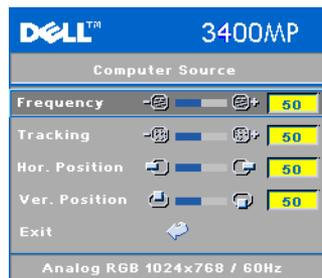 DELL™ 3400MP
Computer Source
Frequency - + 50
Tracking - + 50
Hor. Position 50
Ver. Position 50
Exit
Analog RGB 1024x768 / 60Hz